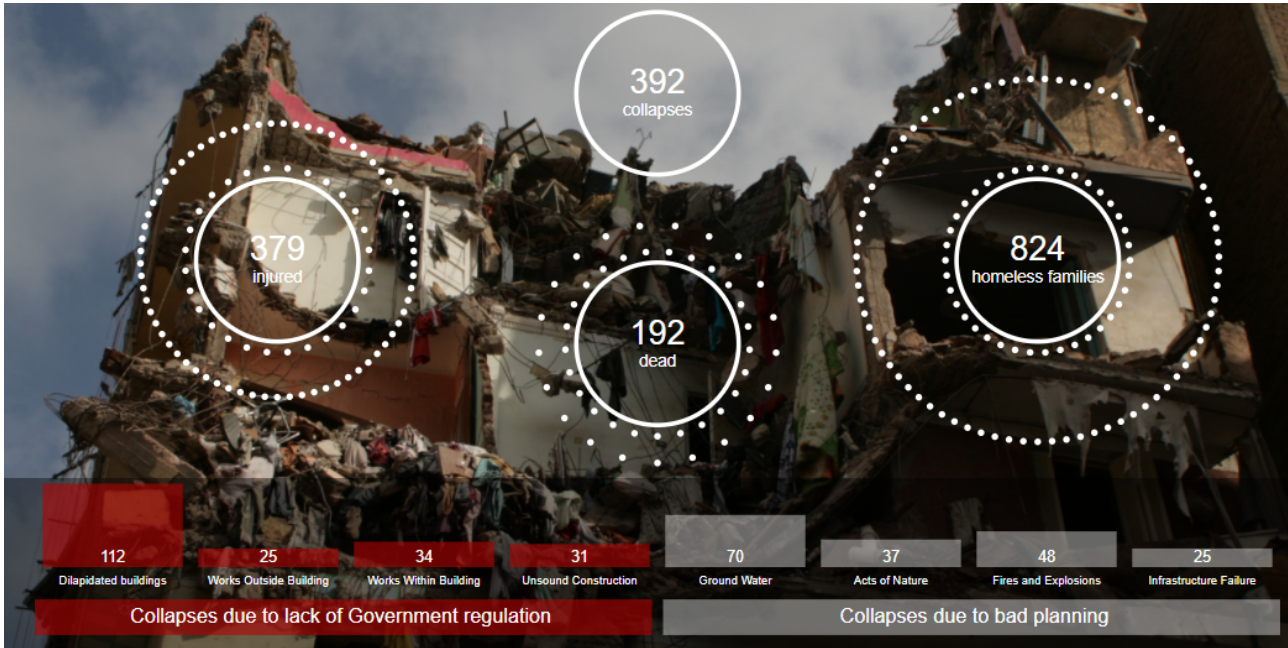 392
collapses
379
injured
824
homeless families
192
dead
112
Dilapidated buildings
25
Works Outside Building
34
Works Within Building
31
Unsound Construction
70
Ground Water
37
Acts of Nature
48
Fires and Explosions
25
Infrastructure Failure
Collapses due to lack of Government regulation
Collapses due to bad planning